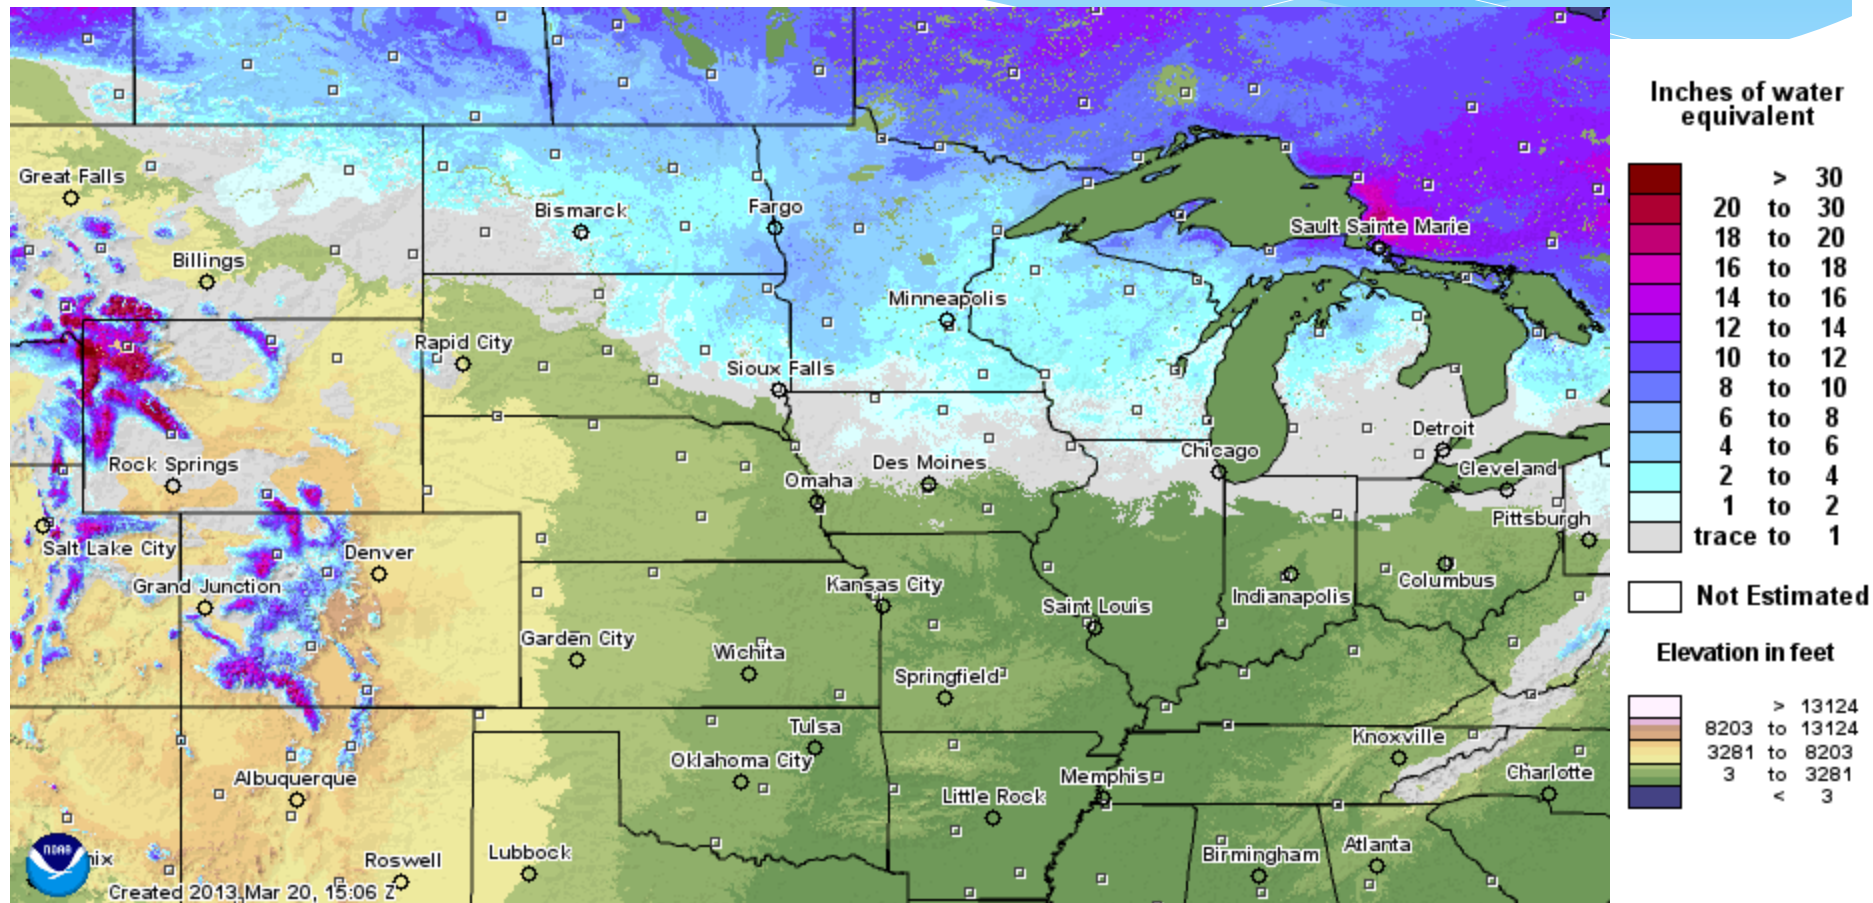 Great Falls
Billings
Bismarck
Fargo
Sault Sainte Marie
Minneapolis
Rapid City
Sioux Falls
Rock Springs
Omaha
Des Moines
Chicago
Detroit
Cleveland
Pittsburgh
Salt Lake City
Grand Junction
Denver
Kansas City
Saint Louis
Indianapolis
Columbus
Garden City
Wichita
Springfield
Tulsa
Oklahoma City
Albuquerque
Memphis
Little Rock
Knoxville
Charlotte
Roswell
Lubbock
Birmingham
Atlanta
NOAA
nix
Created 2013 Mar 20, 15:06 Z
Inches of water
equivalent
> 30
20 to 30
18 to 20
16 to 18
14 to 16
12 to 14
10 to 12
8 to 10
6 to 8
4 to 6
2 to 4
1 to 2
trace to 1
Not Estimated
Elevation in feet
> 13124
8203 to 13124
3281 to 8203
3 to 3281
< 3